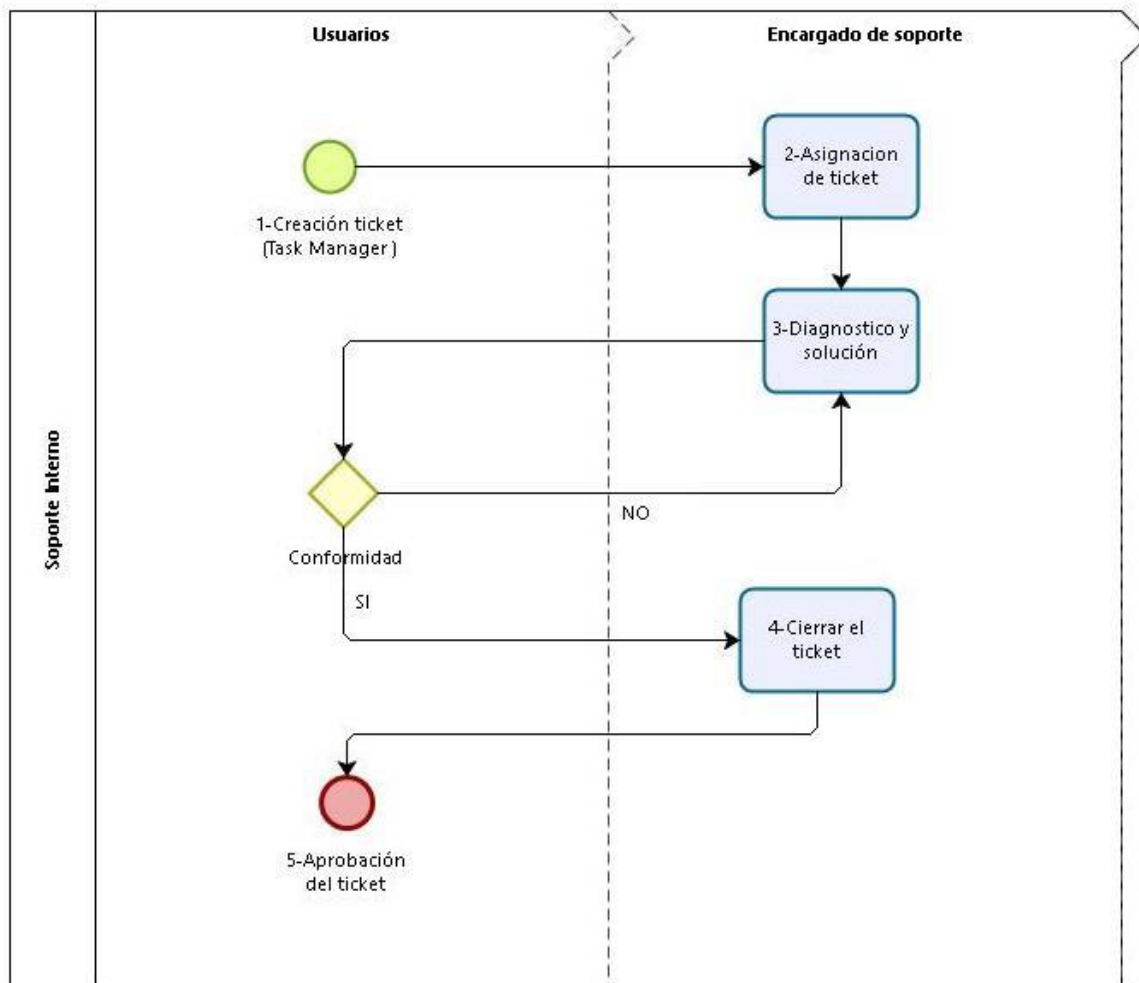 Usuarios
Encargado de soporte
Soporte Interno
1-Creación ticket
(Task Manager)
2-Asignacion
de ticket
3-Diagnostico y
solución
Conformidad
NO
SI
4-Cierrar el
ticket
5-Aprobación
del ticket